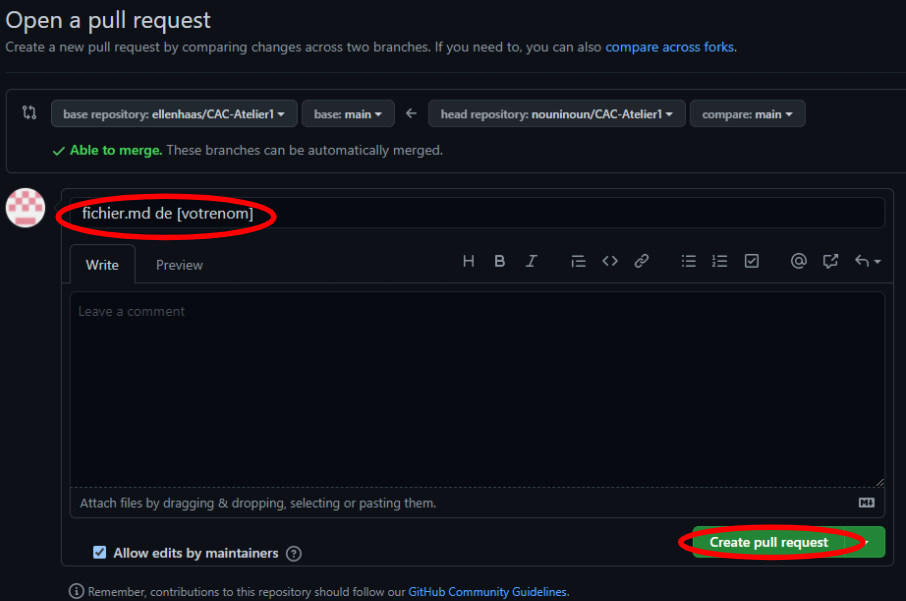 Open a pull request
Create a new pull request by comparing changes across two branches. If you need to, you can also compare across forks.
base repository: ellenhaas/CAC-Atelier1 base: main head repository: nouninoun/CAC-Atelier1 compare: main
Able to merge. These branches can be automatically merged.
fichier.md de [votrenom]
Write Preview H B I
Leave a comment
Attach files by dragging & dropping, selecting or pasting them.
Create pull request
Allow edits by maintainers
Remember, contributions to this repository should follow our GitHub Community Guidelines.